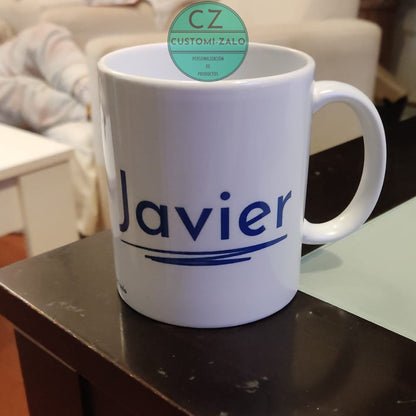 CZ
CUSTOMI-ZALO
PERSONALIZACIÓN
DE
PRODUCTOS
Javier